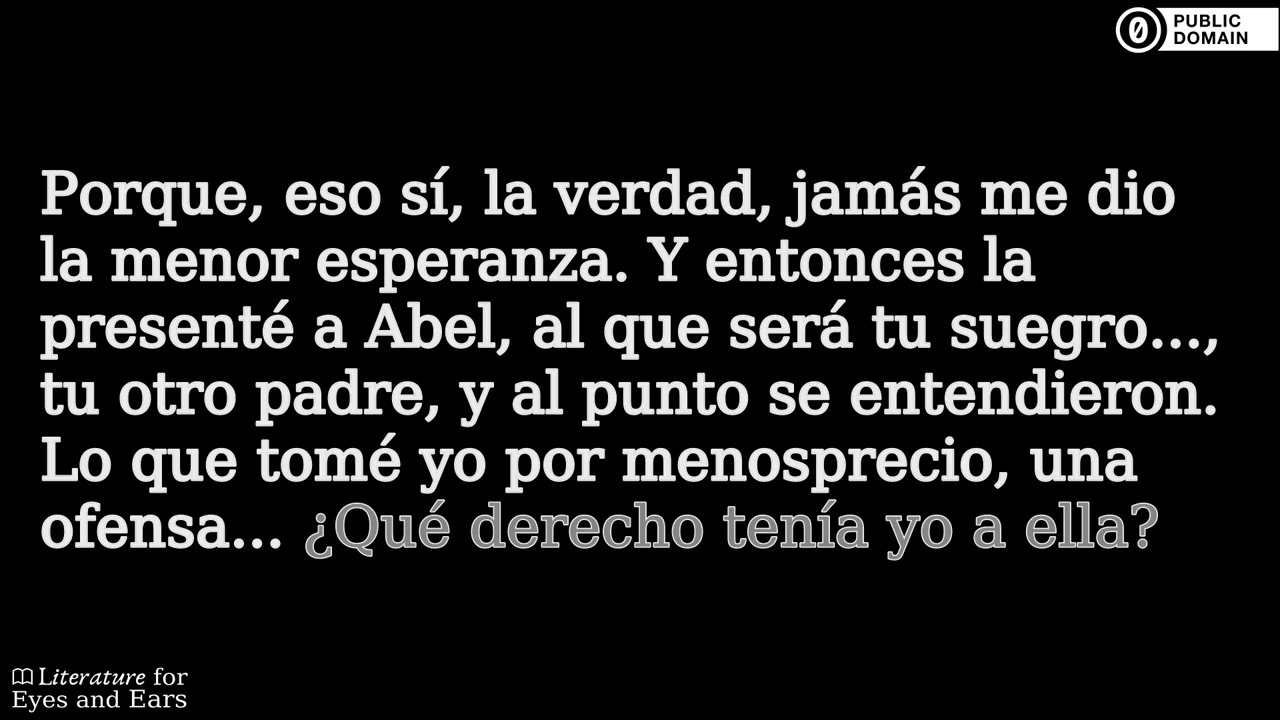 PUBLIC
DOMAIN
Porque, eso sí, la verdad, jamás me dio
la menor esperanza. Y entonces la
presenté a Abel, al que será tu suegro...,
tu otro padre, y al punto se entendieron.
Lo que tomé yo por menosprecio, una
ofensa... ¿Qué derecho tenía yo a ella?
Literature for
Eyes and Ears